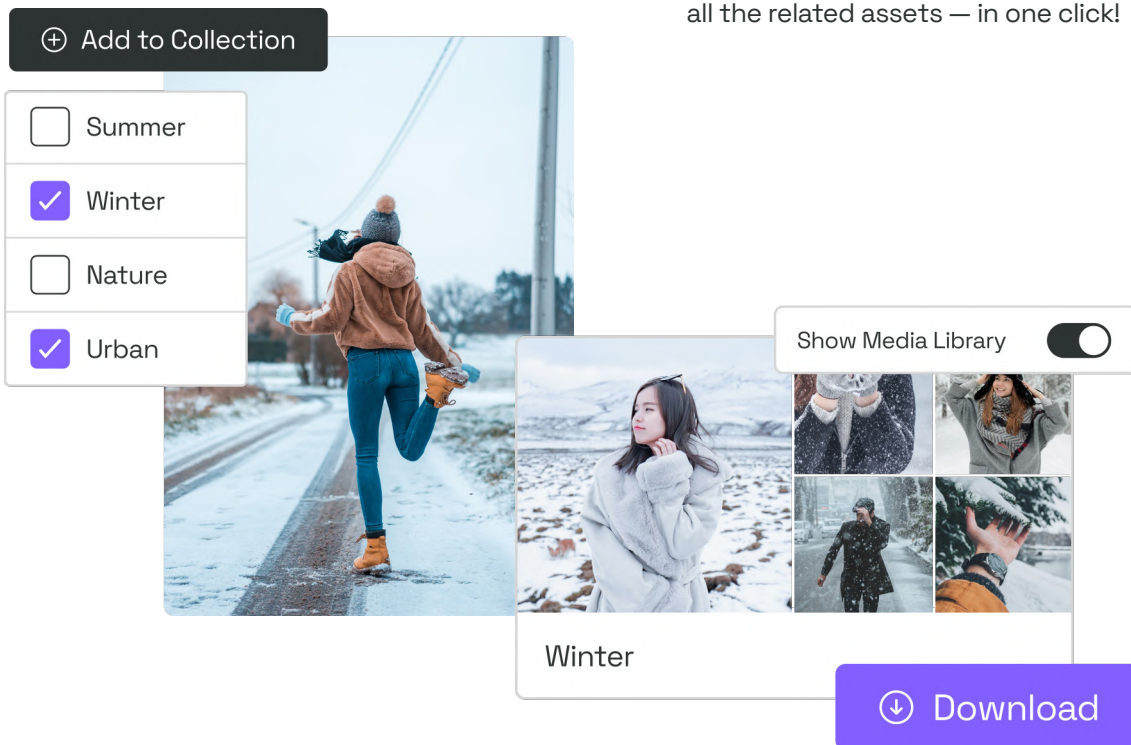 all the related assets — in one click!
Add to Collection
Summer
Winter
Nature
Urban
Show Media Library
Winter
Download